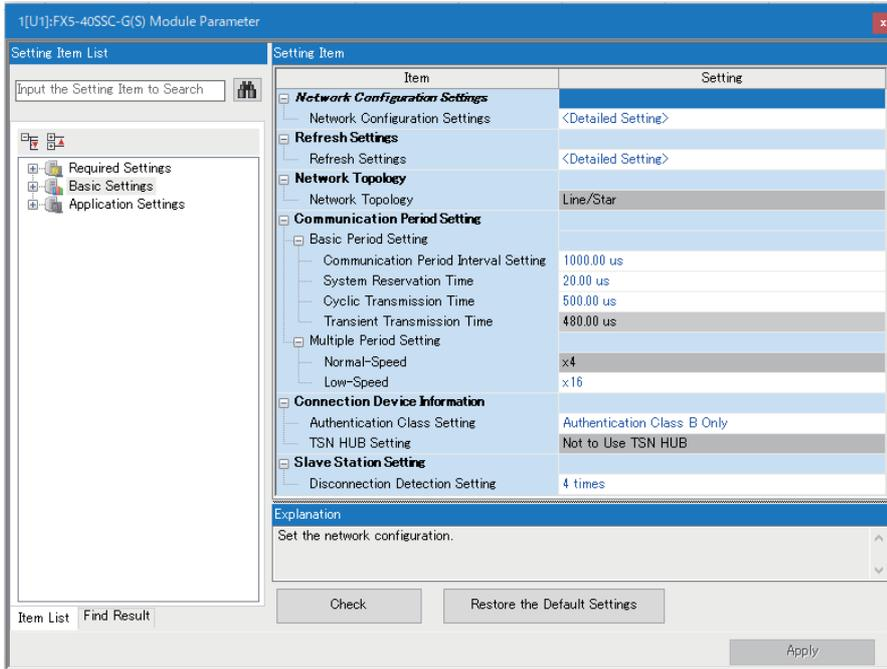 1[U1]:FX5-40SSC-G(S) Module Parameter
x
Setting Item List
Input the Setting Item to Search
Required Settings
Basic Settings
Application Settings
Item List
Find Result
Setting Item
Item Setting
Network Configuration Settings
Network Configuration Settings <Detailed Setting>
Refresh Settings
Refresh Settings <Detailed Setting>
Network Topology
Network Topology Line/Star
Communication Period Setting
Basic Period Setting
Communication Period Interval Setting 1000.00 us
System Reservation Time 20.00 us
Cyclic Transmission Time 500.00 us
Transient Transmission Time 480.00 us
Multiple Period Setting
Normal-Speed x4
Low-Speed x16
Connection Device Information
Authentication Class Setting Authentication Class B Only
TSN HUB Setting Not to Use TSN HUB
Slave Station Setting
Disconnection Detection Setting 4 times
Explanation
Set the network configuration.
Check
Restore the Default Settings
Apply